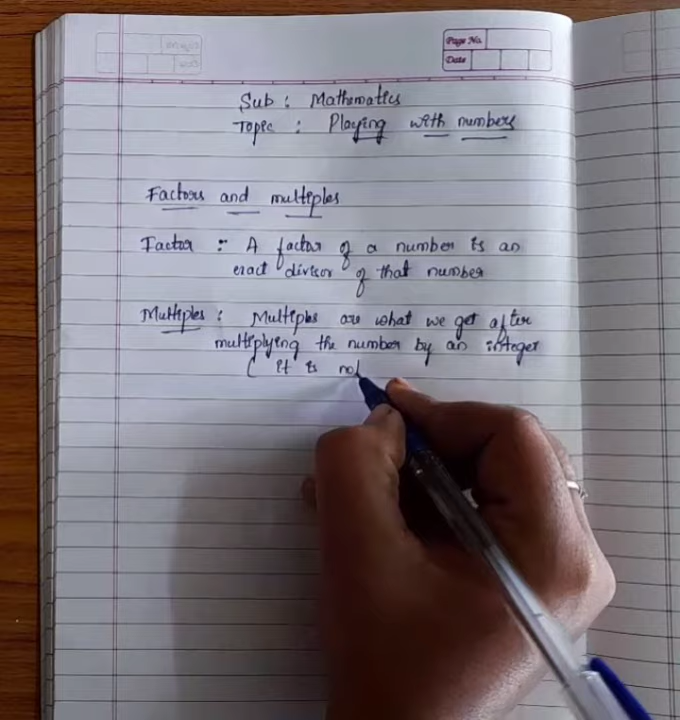 Page No.
Date
Sub : Mathematics
Topic : Playing with numbers
Factors and multiples
Factor :- A factor of a number is an
exact divisor of that number
Multiples : Multiples are what we get after
multiplying the number by an integer
( it is not